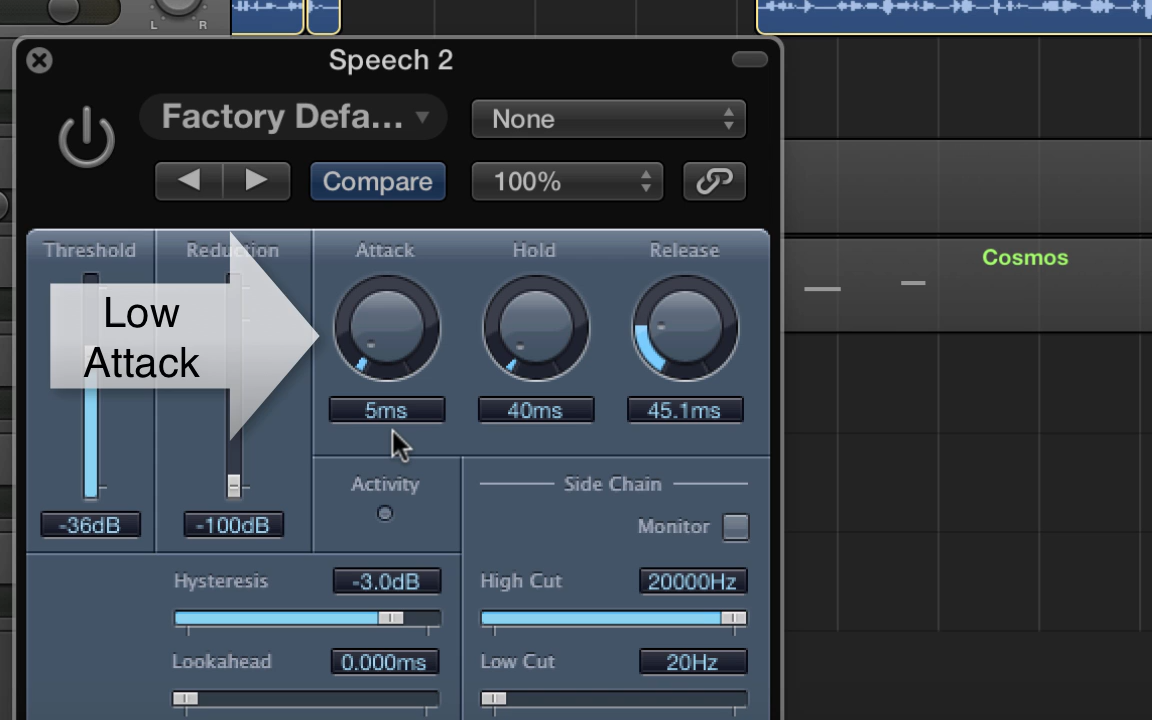 L R
Speech 2
Factory Defa...
None
Compare
100%
Threshold
Reduction
Attack
Hold
Release
Cosmos
Low
Attack
5ms
40ms
45.1ms
Activity
Side Chain
Monitor
-36dB
-100dB
Hysteresis
-3.0dB
High Cut
20000Hz
Lookahead
0.000ms
Low Cut
20Hz